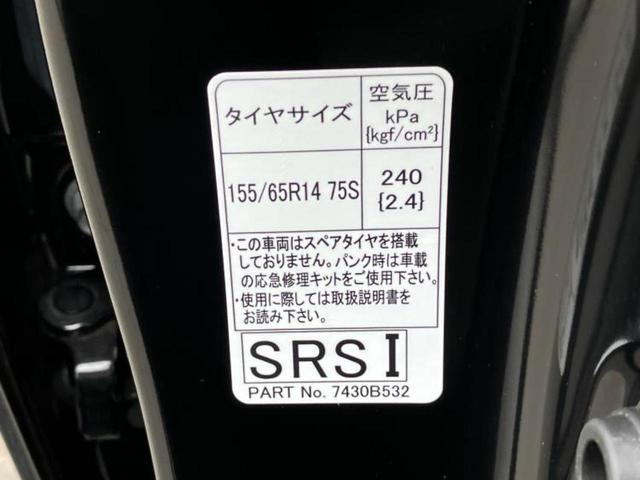 タイヤサイズ
空気圧
kPa
{kgf/cm²}
155/65R14 75S
240
{2.4}
・この車両はスペアタイヤを搭載
しておりません。パンク時は車載
の応急修理キットをご使用下さい。
・使用に際しては取扱説明書を
お読み下さい。
SRS I
PART No. 7430B532